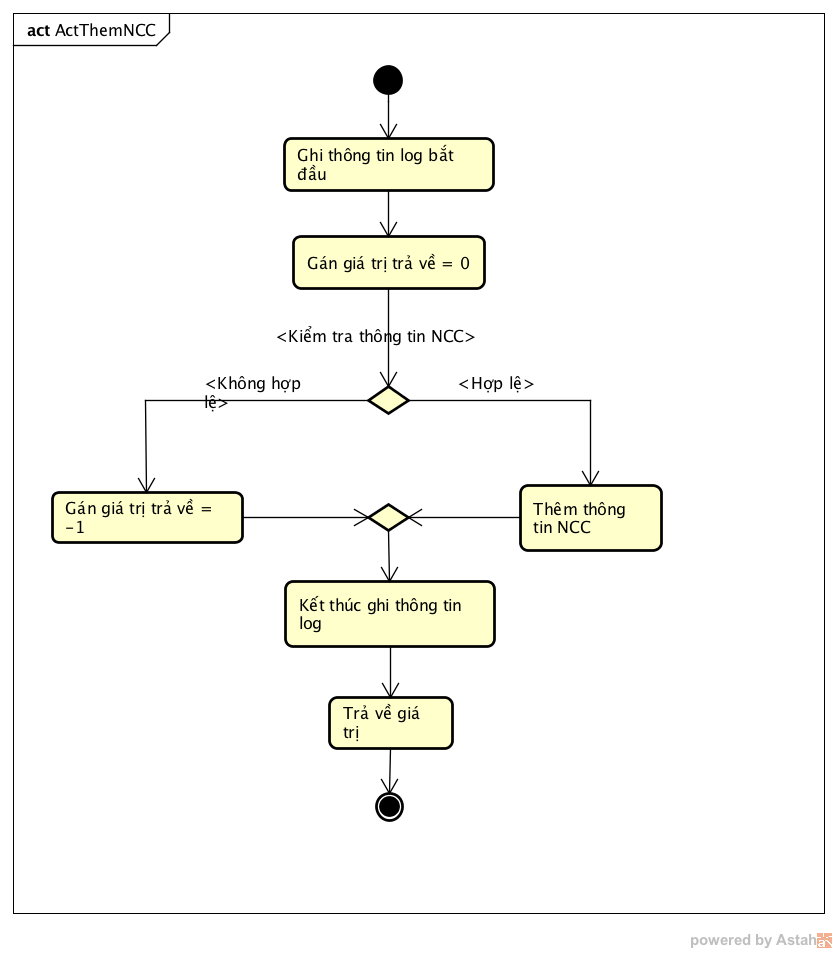 act ActThemNCC
Ghi thông tin log bắt
đầu
Gán giá trị trả về = 0
<Kiểm tra thông tin NCC>
<Không hợp
lệ>
<Hợp lệ>
Gán giá trị trả về =
-1
Thêm thông
tin NCC
Kết thúc ghi thông tin
log
Trả về giá
trị
powered by Astah